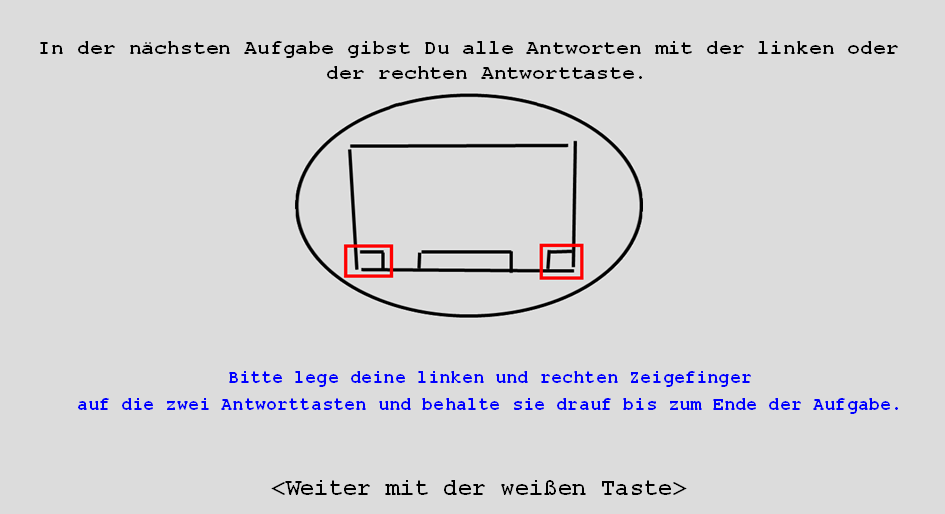 In der nächsten Aufgabe gibst Du alle Antworten mit der linken oder
der rechten Antworttaste.
Bitte lege deine linken und rechten Zeigefinger
auf die zwei Antworttasten und behalte sie drauf bis zum Ende der Aufgabe.
<Weiter mit der weißen Taste>